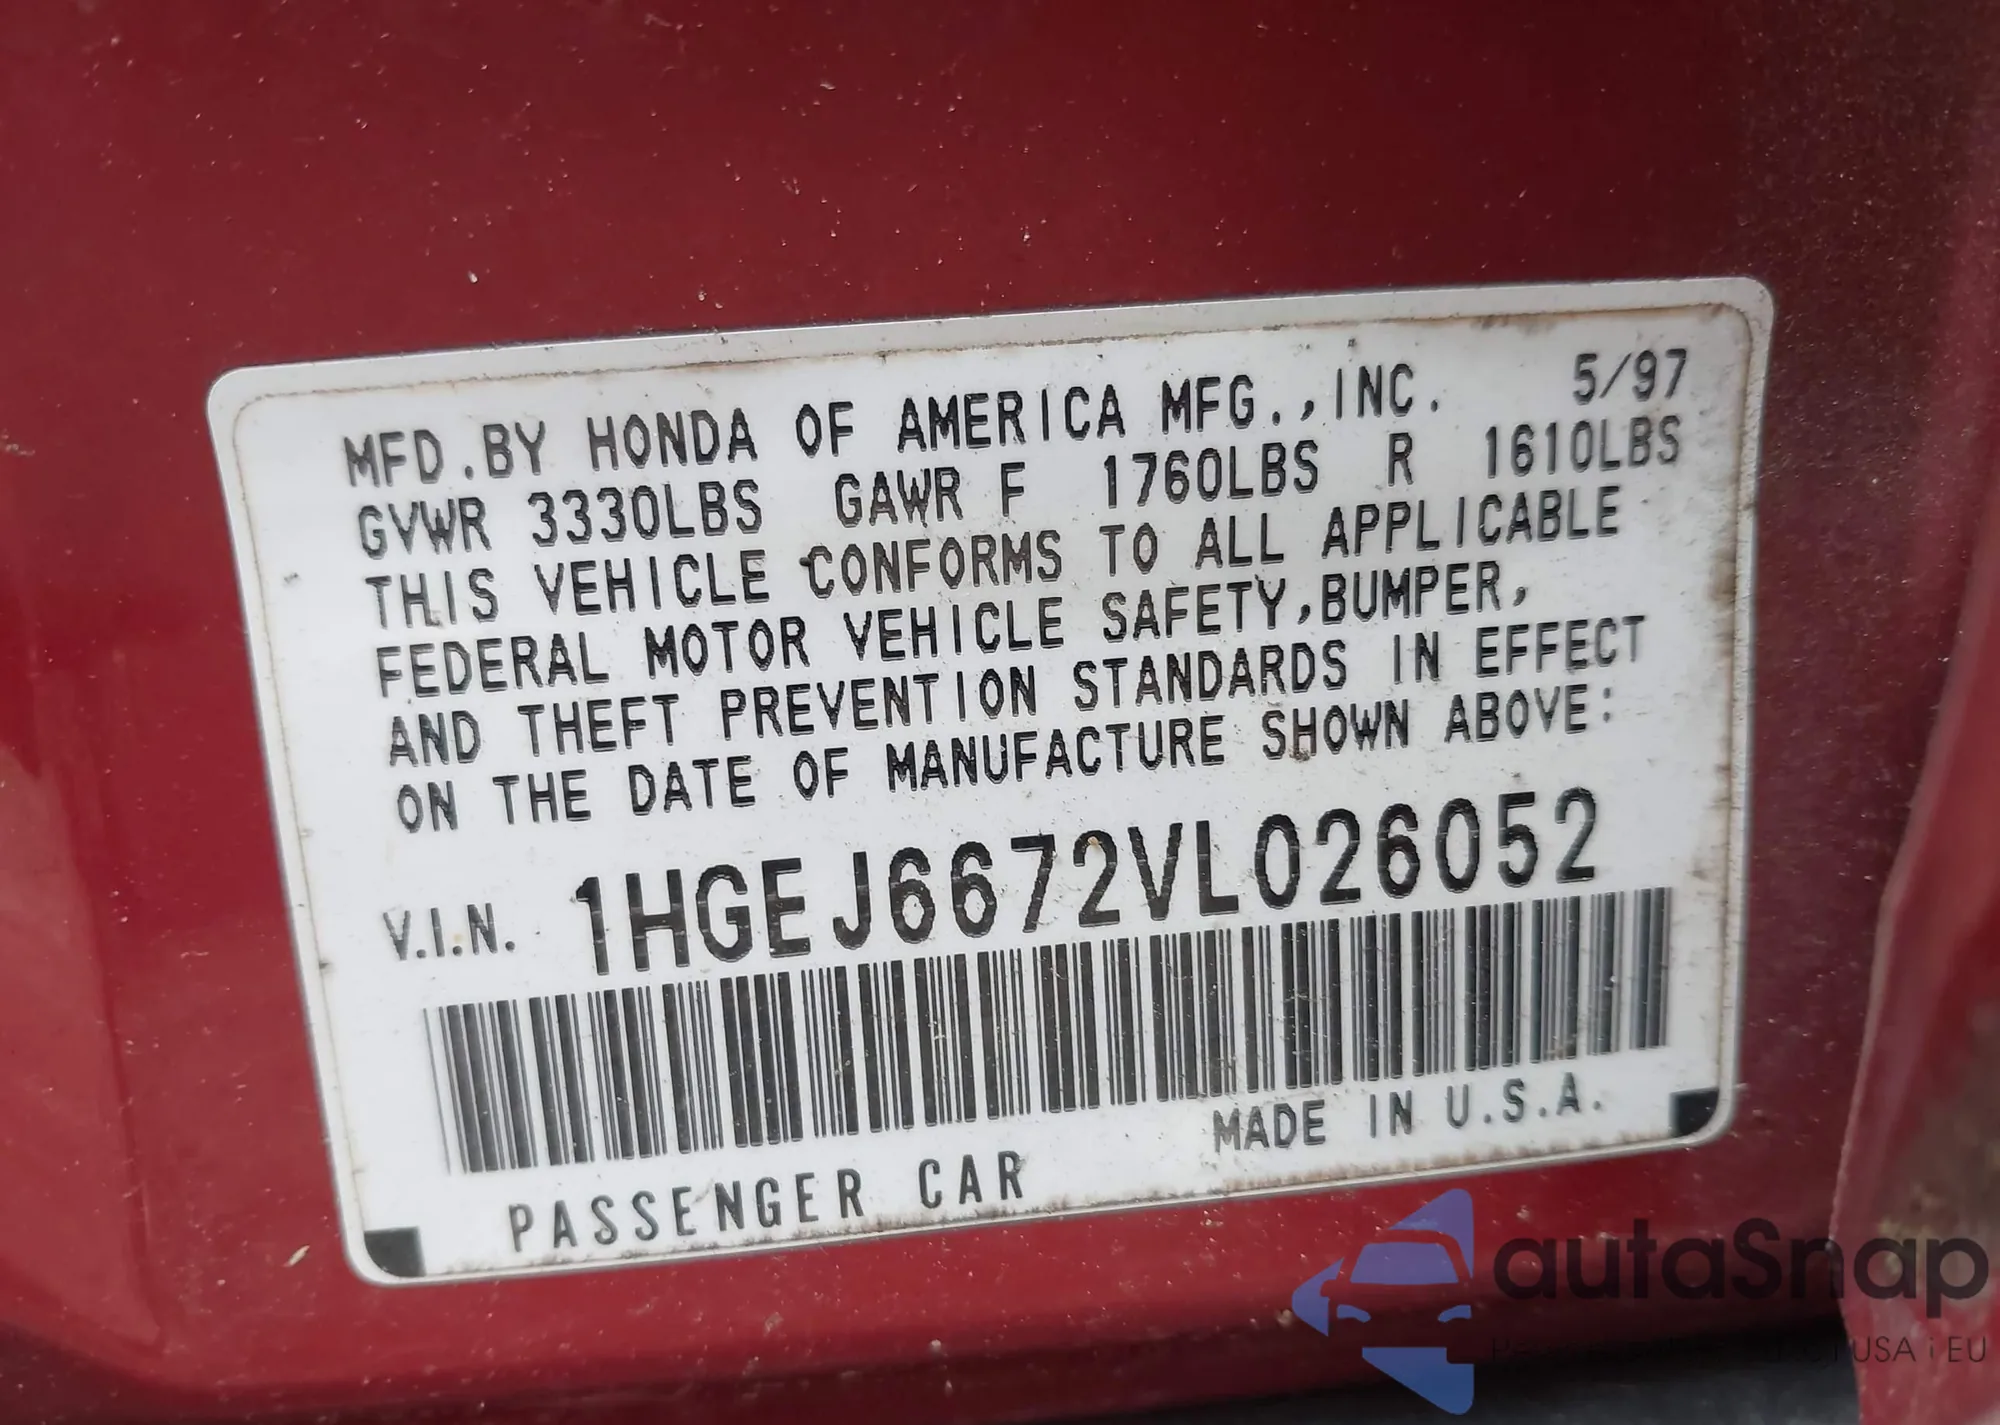 MFD.BY HONDA OF AMERICA MFG.,INC. 5/97
GVWR 3330LBS GAWR F 1760LBS R 1610LBS
THIS VEHICLE CONFORMS TO ALL APPLICABLE
FEDERAL MOTOR VEHICLE SAFETY,BUMPER,
AND THEFT PREVENTION STANDARDS IN EFFECT
ON THE DATE OF MANUFACTURE SHOWN ABOVE:
V.I.N. 1HGEJ6672VL026052
MADE IN U.S.A.
PASSENGER CAR
autaSnap
USA i EU